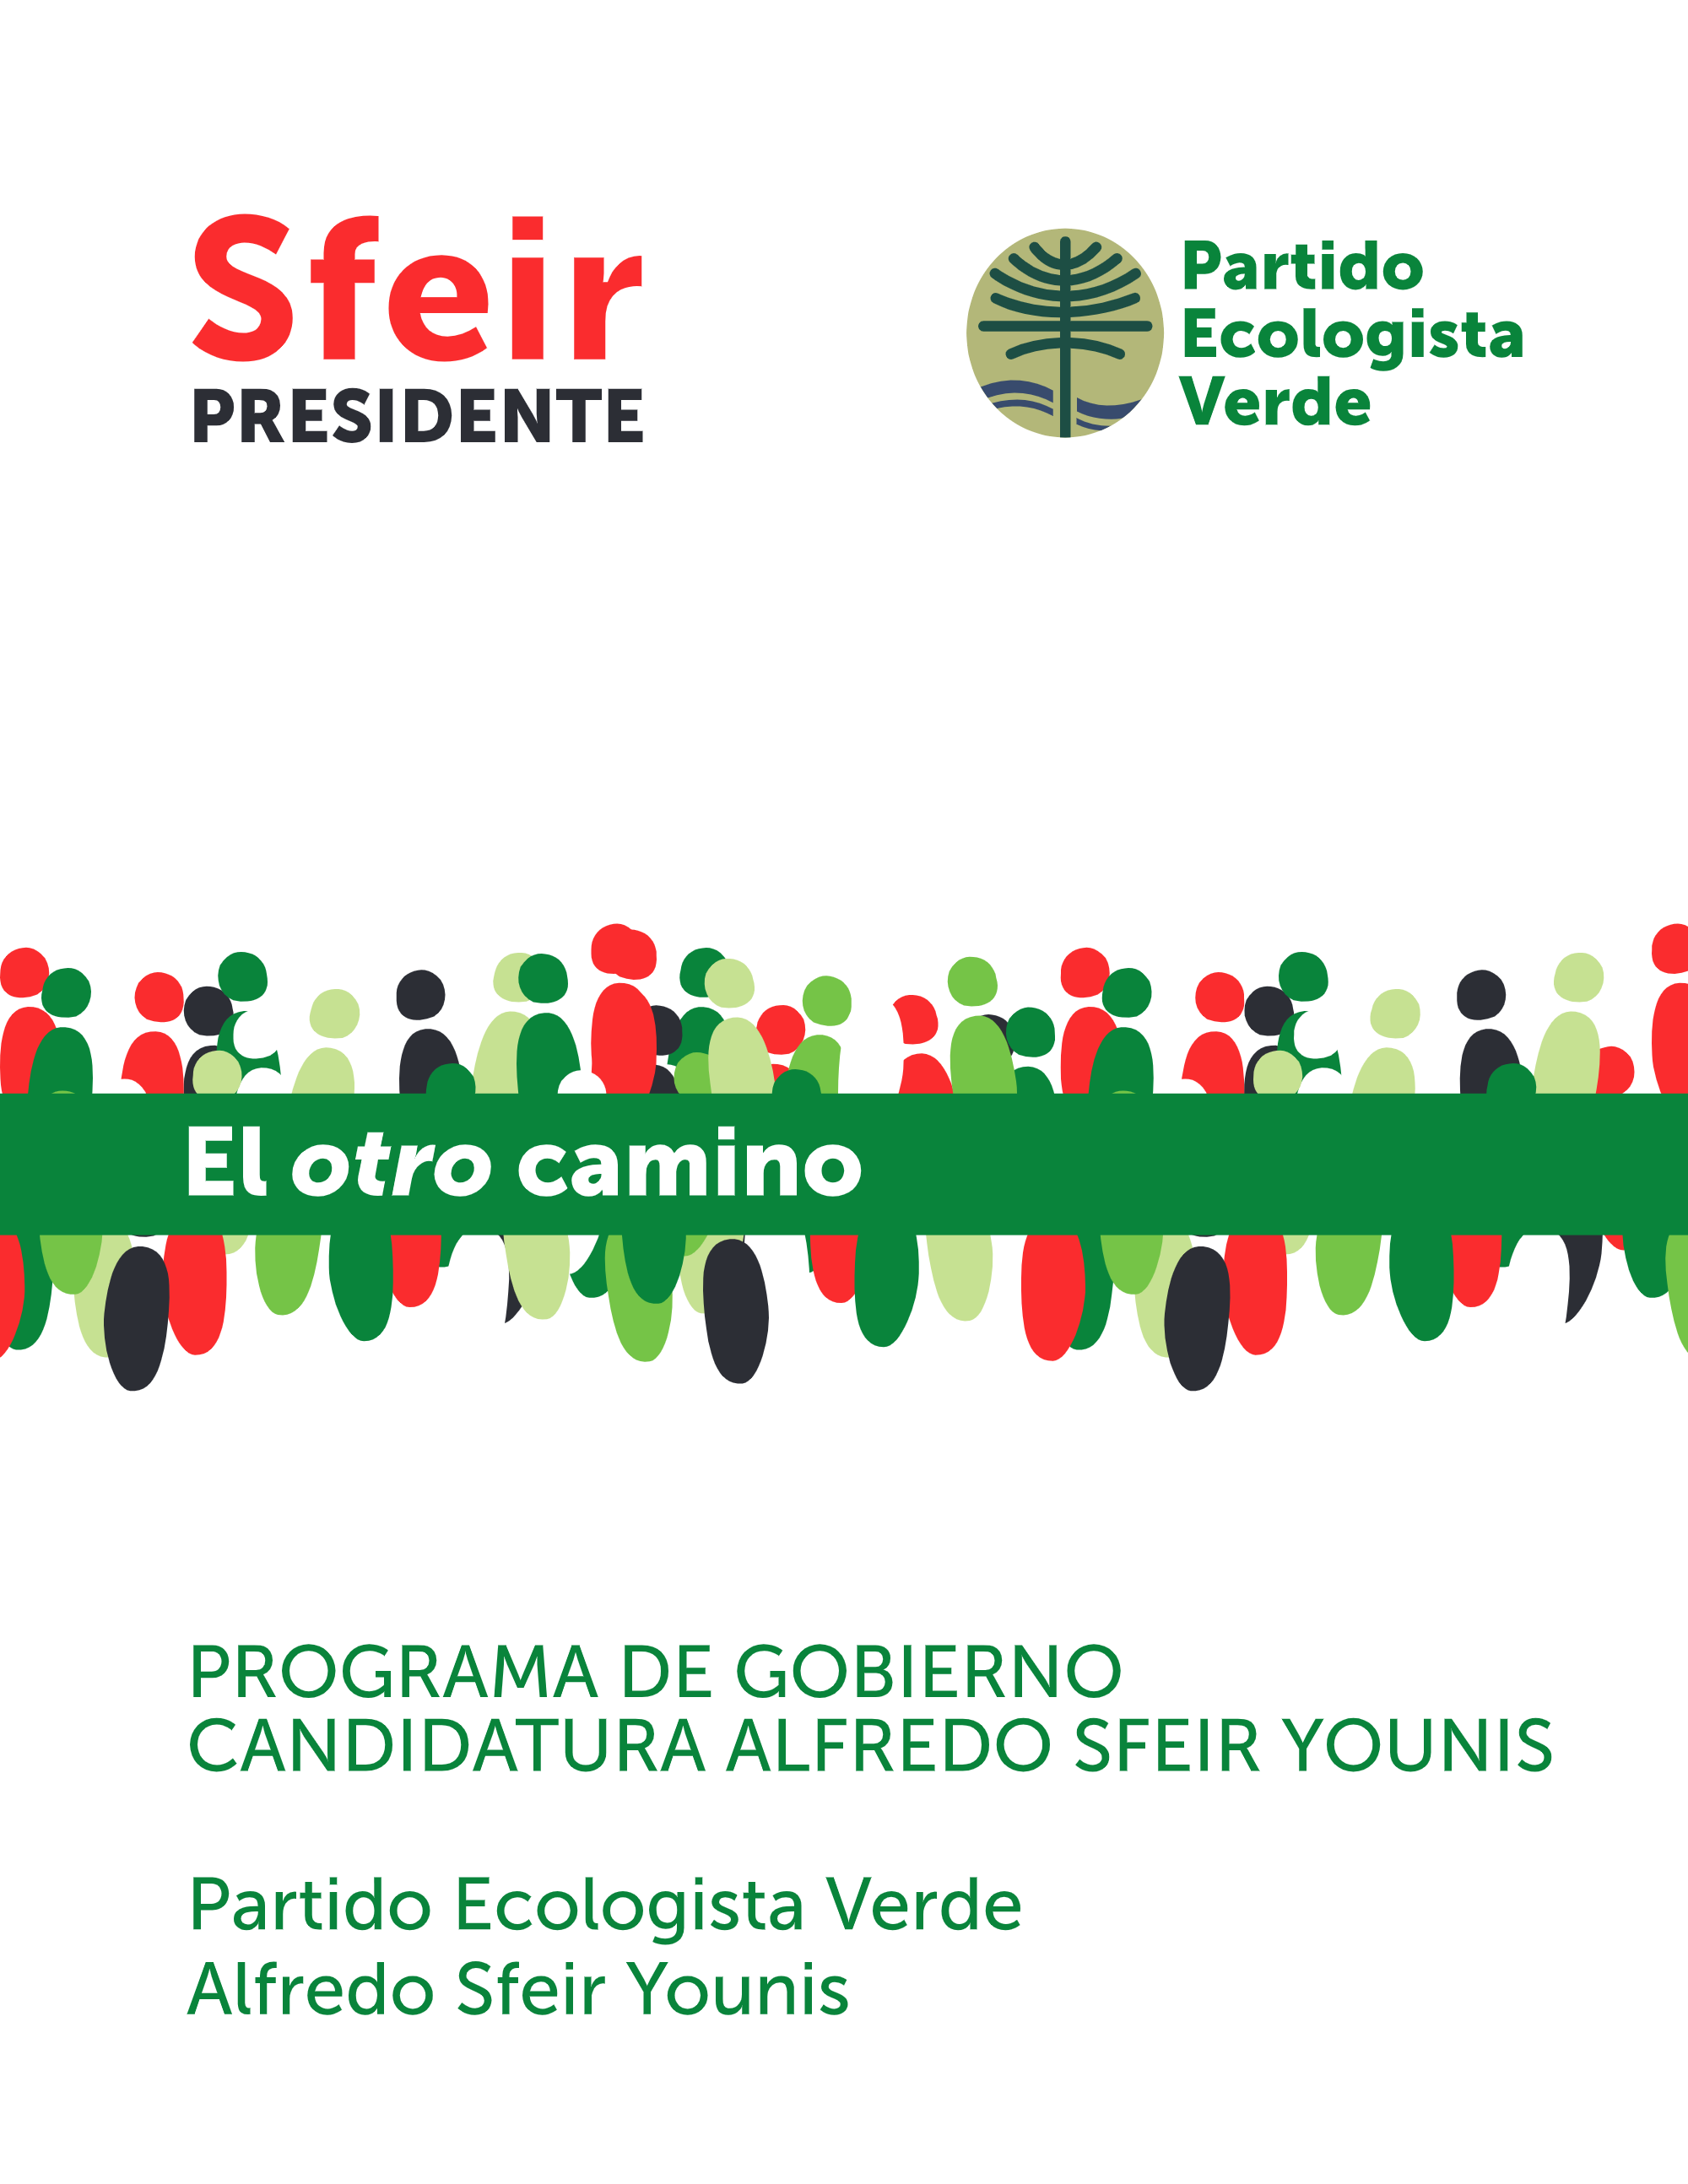 Sfeir
PRESIDENTE
Partido
Ecologista
Verde
El otro camino
PROGRAMA DE GOBIERNO
CANDIDATURA ALFREDO SFEIR YOUNIS
Partido Ecologista Verde
Alfredo Sfeir Younis